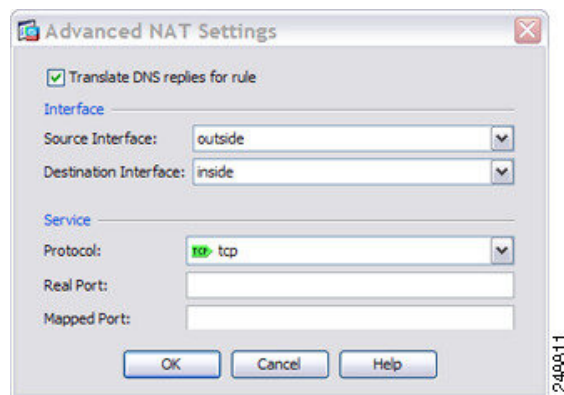 Advanced NAT Settings
Translate DNS replies for rule
Interface
Source Interface: outside
Destination Interface: inside
Service
Protocol: TCP tcp
Real Port:
Mapped Port:
OK Cancel Help
248811